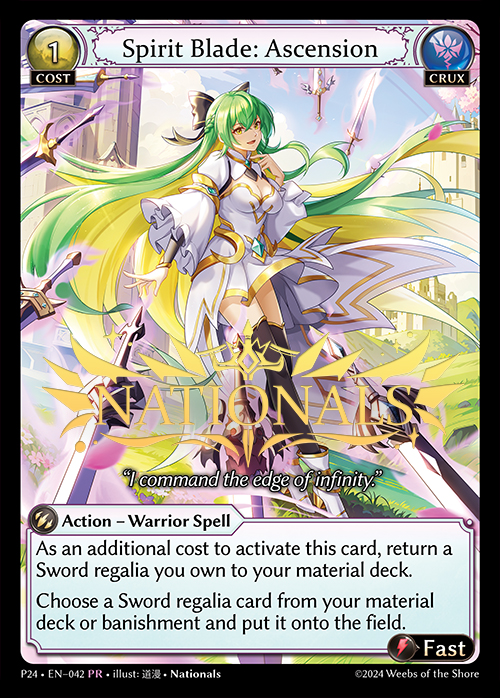 1
Spirit Blade: Ascension
COST
CRUX
NATIONALS
“I command the edge of infinity.”
Action – Warrior Spell
As an additional cost to activate this card, return a
Sword regalia you own to your material deck.
Choose a Sword regalia card from your material
deck or banishment and put it onto the field.
Fast
P24 • EN-042 PR • illust: 道漫 • Nationals
©2024 Weebs of the Shore